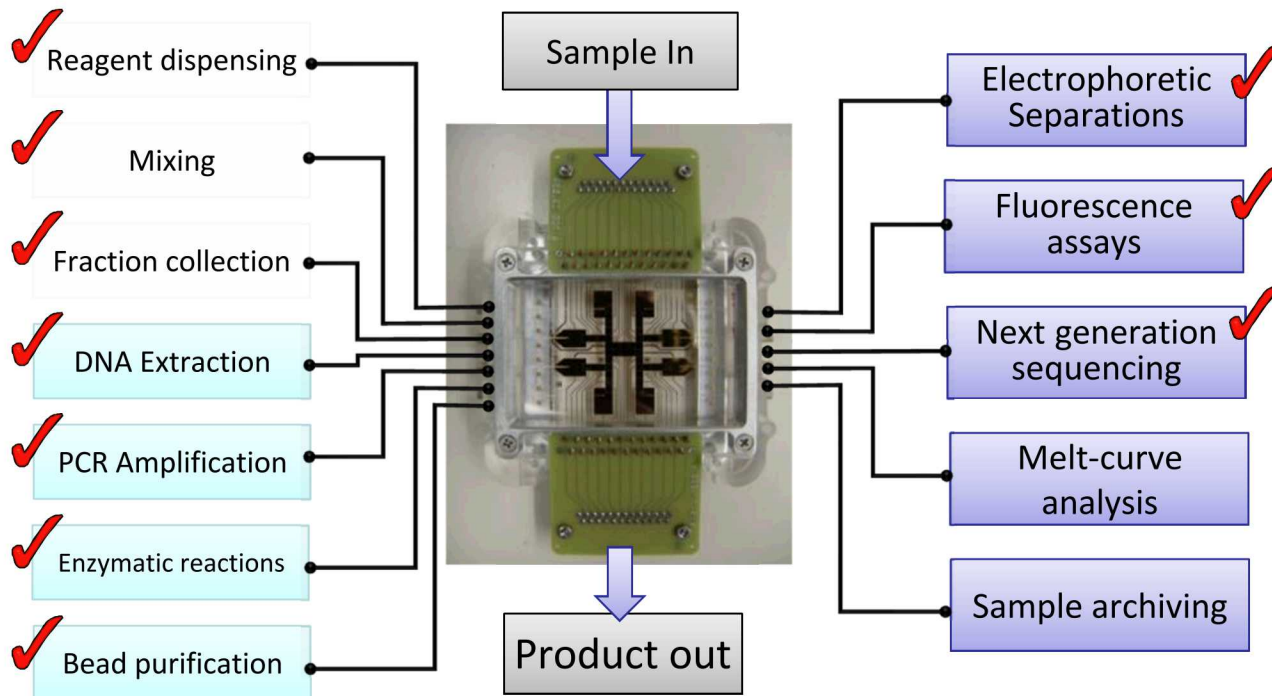 Sample In
Reagent dispensing
Mixing
Fraction collection
DNA Extraction
PCR Amplification
Enzymatic reactions
Bead purification
Electrophoretic
Separations
Fluorescence
assays
Next generation
sequencing
Melt-curve
analysis
Sample archiving
Product out